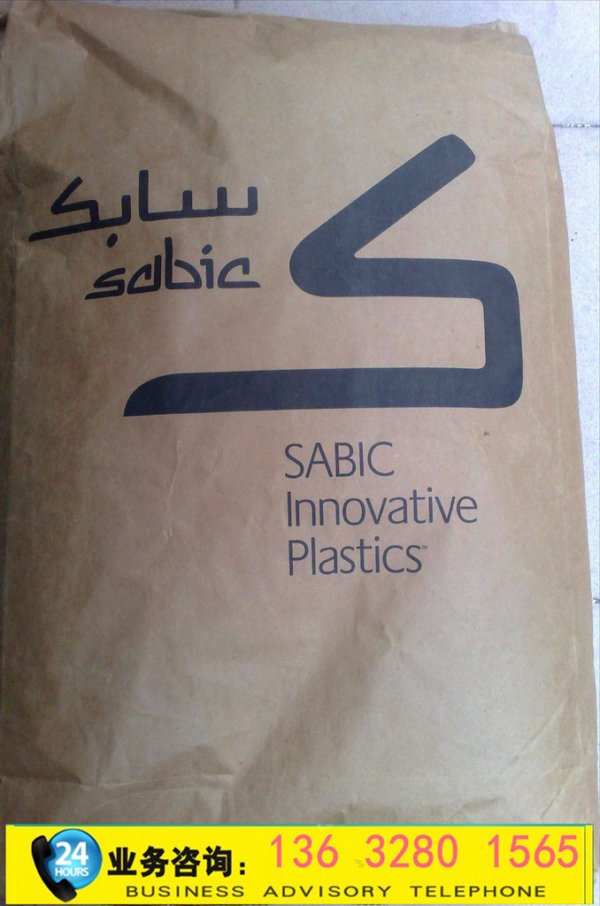 سابك
sabic
SABIC
Innovative
Plastics™
24
HOURS
业务咨询: 136 3280 1565
BUSINESS ADVISORY TELEPHONE